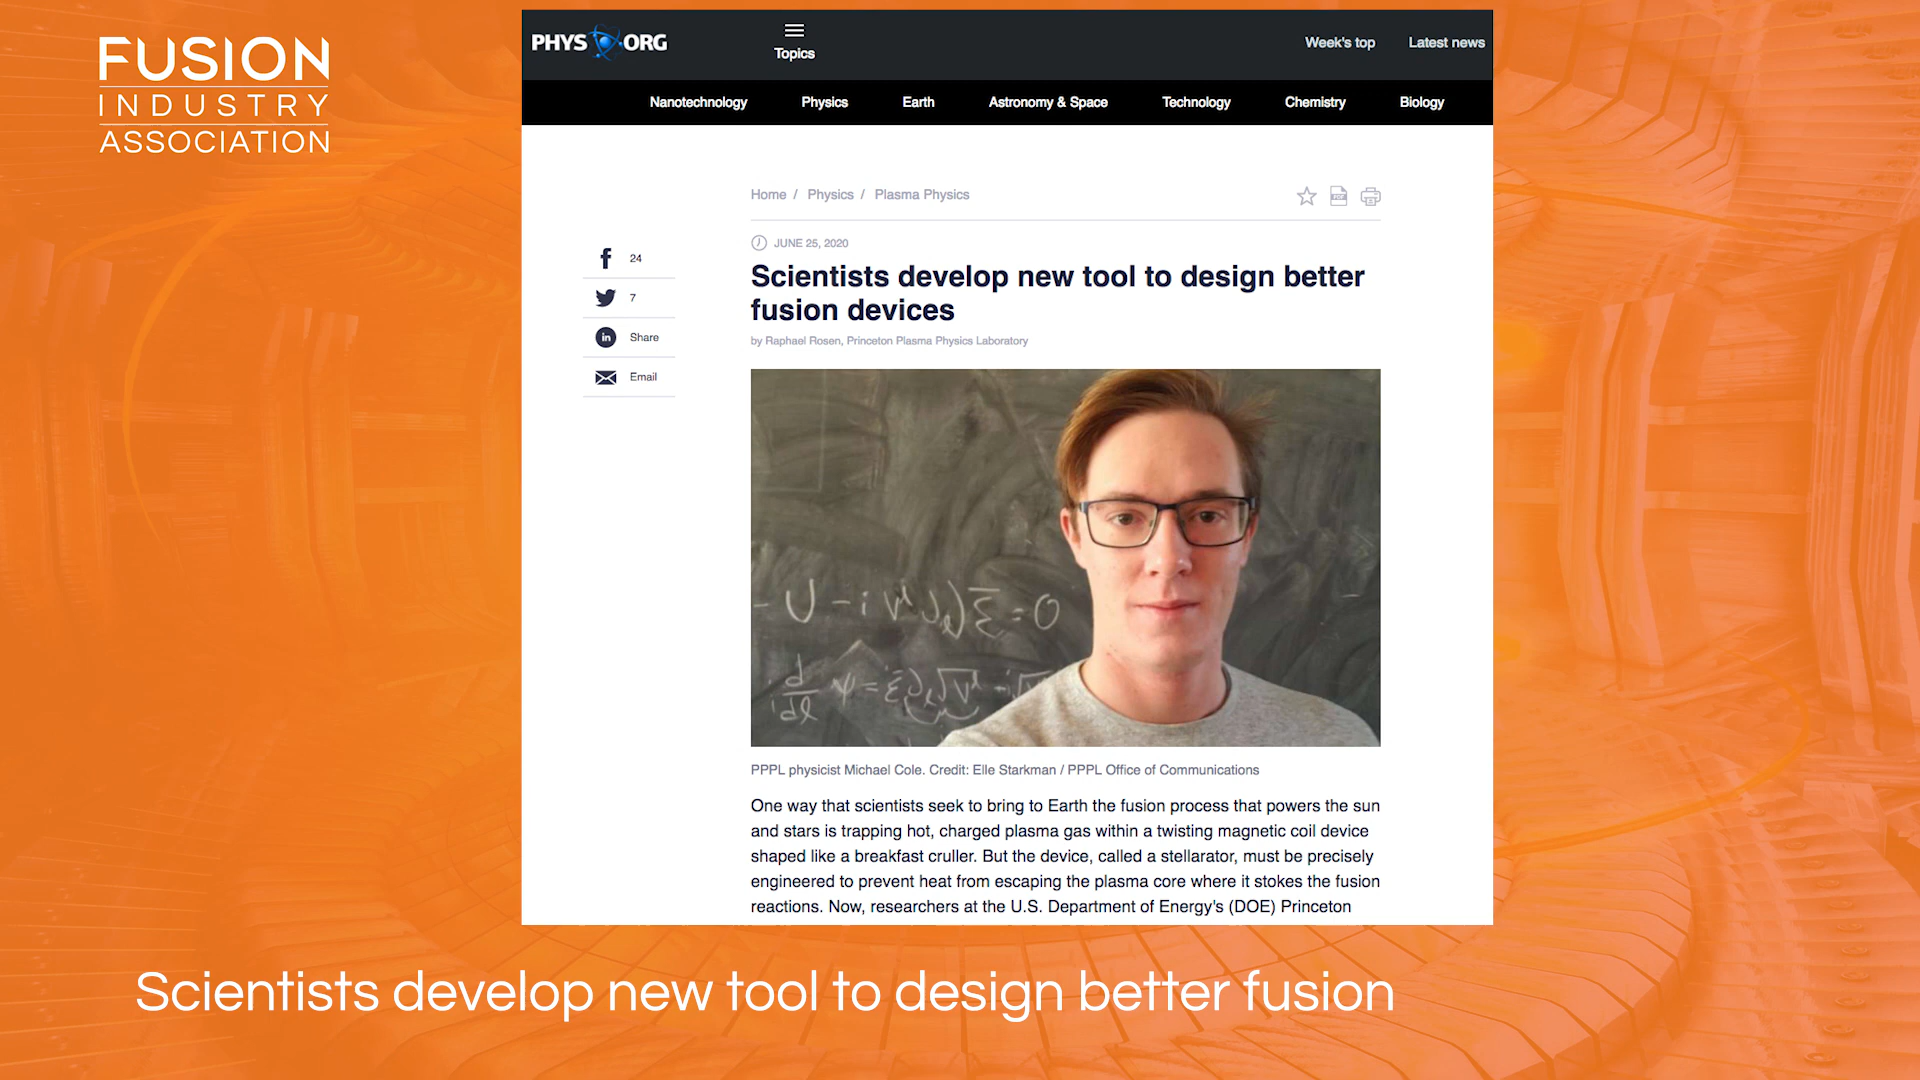 FUSION
INDUSTRY
ASSOCIATION
PHYS ORG
Topics
Week's top
Latest news
Nanotechnology
Physics
Earth
Astronomy & Space
Technology
Chemistry
Biology
Home / Physics / Plasma Physics
PDF
24
7
in Share
Email
JUNE 25, 2020
Scientists develop new tool to design better
fusion devices
by Raphael Rosen, Princeton Plasma Physics Laboratory
PPPL physicist Michael Cole. Credit: Elle Starkman / PPPL Office of Communications
One way that scientists seek to bring to Earth the fusion process that powers the sun
and stars is trapping hot, charged plasma gas within a twisting magnetic coil device
shaped like a breakfast cruller. But the device, called a stellarator, must be precisely
engineered to prevent heat from escaping the plasma core where it stokes the fusion
reactions. Now, researchers at the U.S. Department of Energy's (DOE) Princeton
Scientists develop new tool to design better fusion